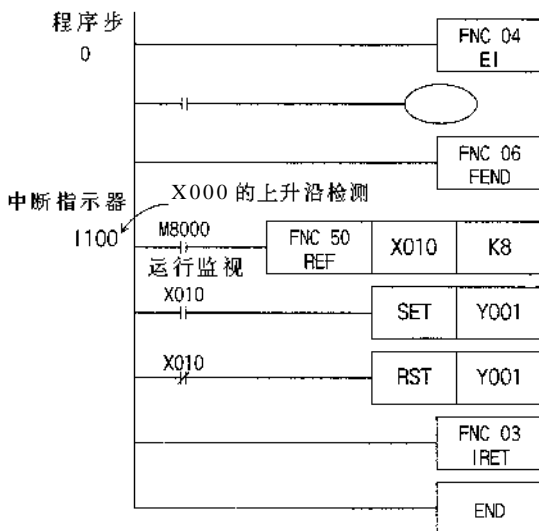 程序步
0
FNC 04
EI
FNC 06
FEND
中断指示器
X000 的上升沿检测
I100
M8000
FNC 50
REF
X010
K8
运行监视
X010
SET
Y001
X010
RST
Y001
FNC 03
IRET
END